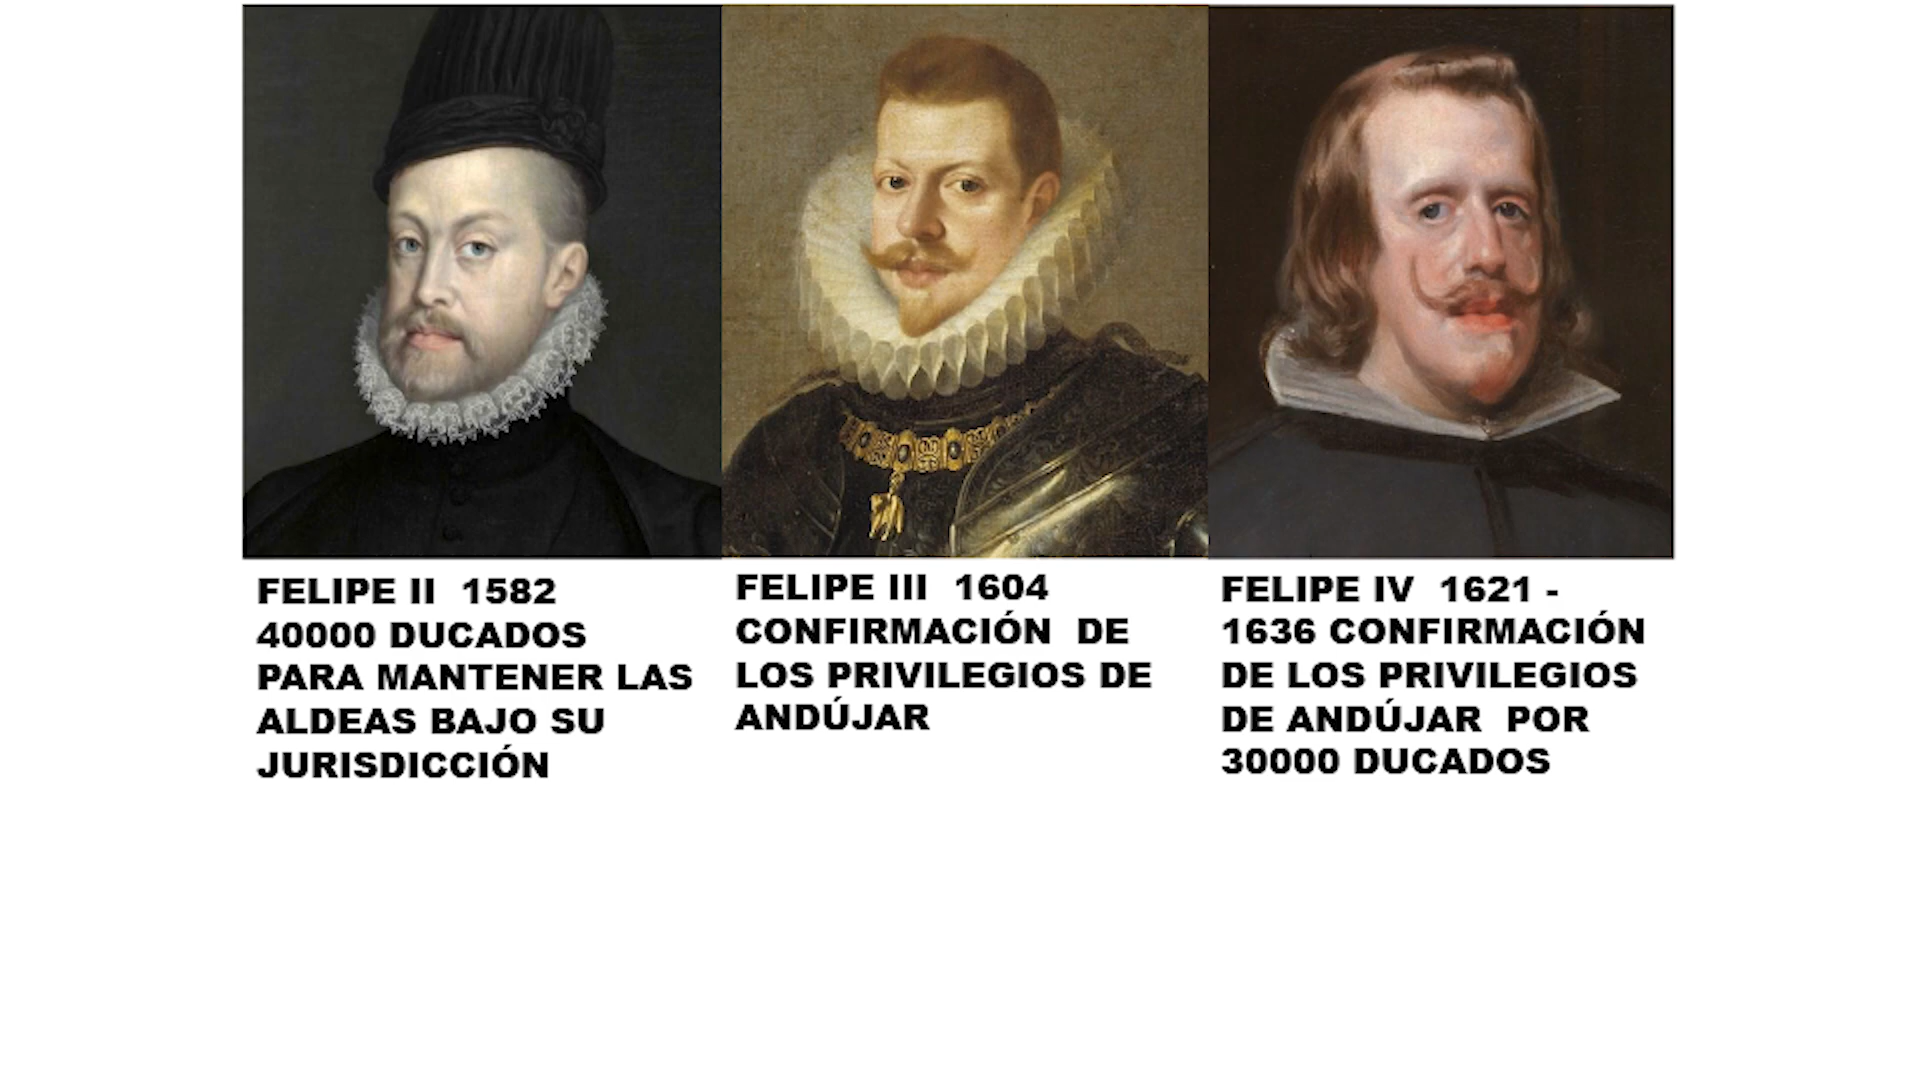 FELIPE II 1582
40000 DUCADOS
PARA MANTENER LAS
ALDEAS BAJO SU
JURISDICCIÓN
FELIPE III 1604
CONFIRMACIÓN DE
LOS PRIVILEGIOS DE
ANDÚJAR
FELIPE IV 1621 -
1636 CONFIRMACIÓN
DE LOS PRIVILEGIOS
DE ANDÚJAR POR
30000 DUCADOS